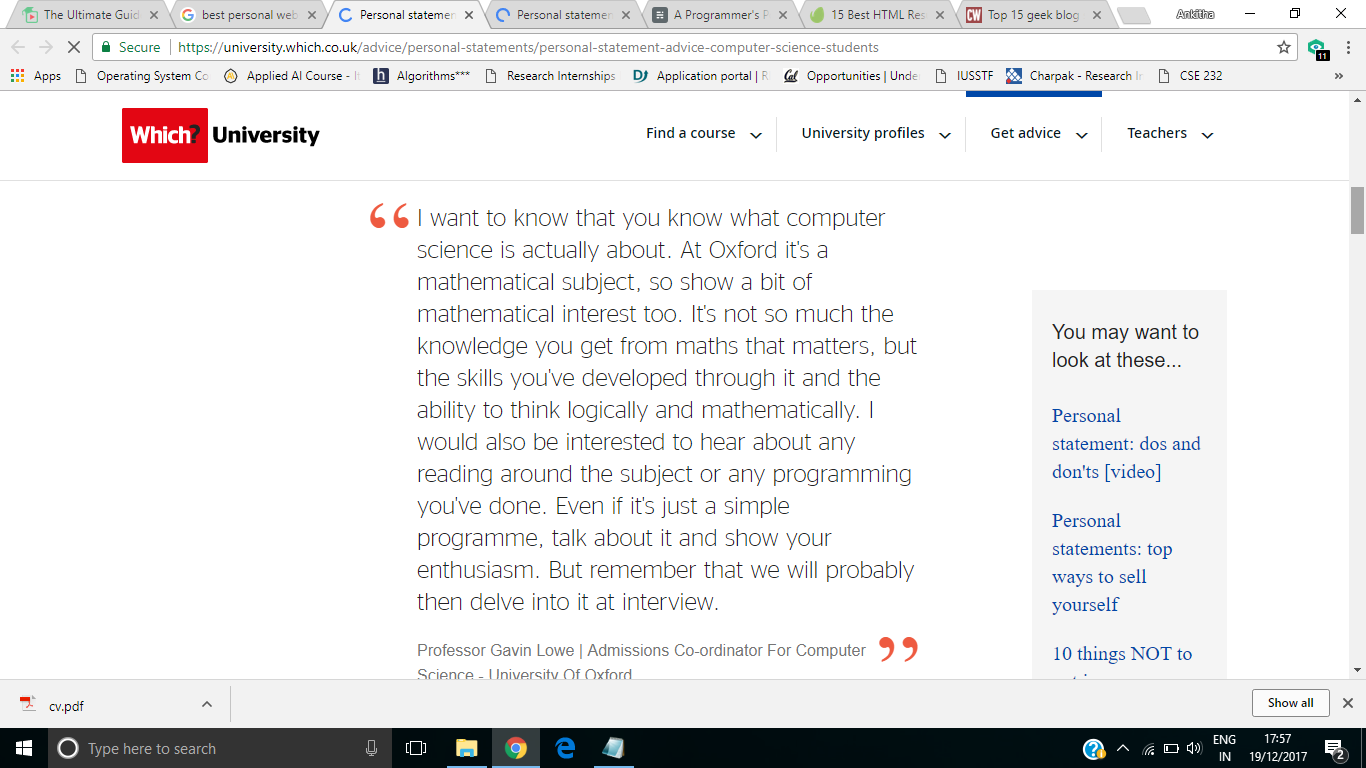 The Ultimate Guid
best personal web
Personal statemen
Personal statemen
A Programmer's P
15 Best HTML Res
CW Top 15 geek blog
Ankitha
Secure https://university.which.co.uk/advice/personal-statements/personal-statement-advice-computer-science-students
11
Apps
Operating System Co
Applied AI Course - I
h Algorithms***
Research Internships
Application portal | R
Cal Opportunities | Unde
IUSSTF
Charpak - Research In
CSE 232
»
Which? University
Find a course
University profiles
Get advice
Teachers
“ I want to know that you know what computer
science is actually about. At Oxford it's a
mathematical subject, so show a bit of
mathematical interest too. It's not so much the
knowledge you get from maths that matters, but
the skills you've developed through it and the
ability to think logically and mathematically. I
would also be interested to hear about any
reading around the subject or any programming
you've done. Even if it's just a simple
programme, talk about it and show your
enthusiasm. But remember that we will probably
then delve into it at interview.
Professor Gavin Lowe | Admissions Co-ordinator For Computer ”
Science - University Of Oxford
You may want to
look at these...
Personal
statement: dos and
don'ts [video]
Personal
statements: top
ways to sell
yourself
10 things NOT to
cv.pdf
Show all
Type here to search
ENG
IN
17:57
19/12/2017
2